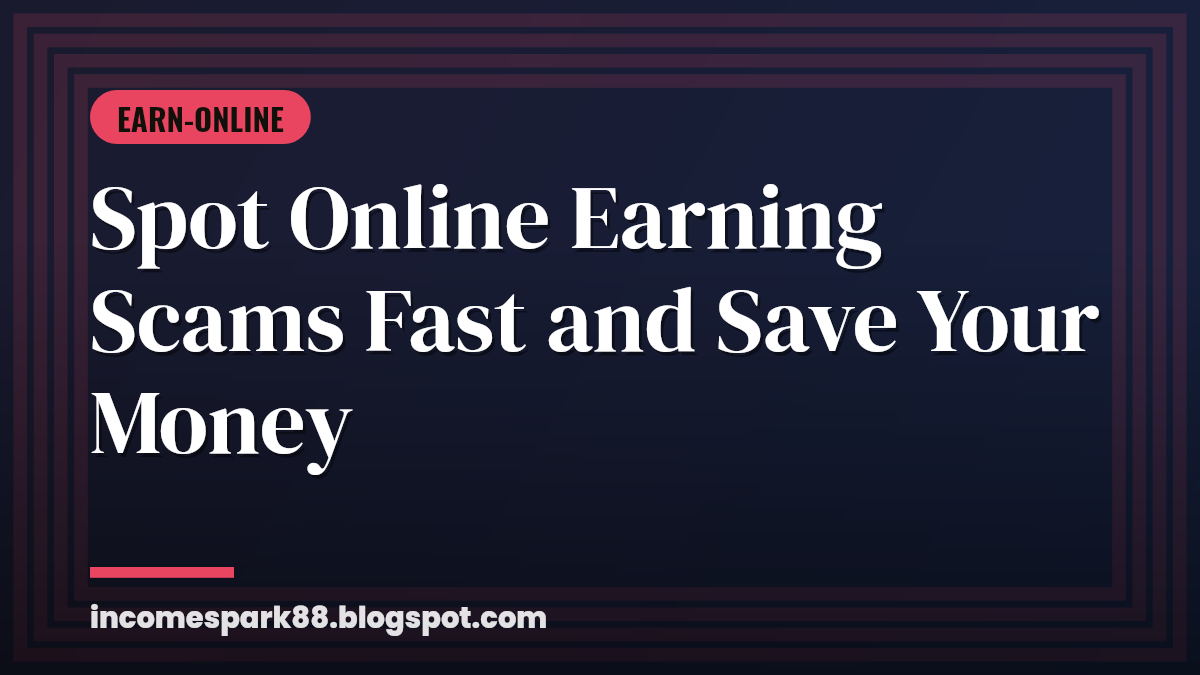 EARN-ONLINE
Spot Online Earning
Scams Fast and Save Your
Money
incomespark88.blogspot.com